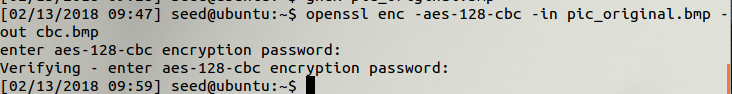 [02/13/2018 09:47] seed@ubuntu:~$ openssl enc -aes-128-cbc -in pic_original.bmp -
out cbc.bmp
enter aes-128-cbc encryption password:
Verifying - enter aes-128-cbc encryption password:
[02/13/2018 09:59] seed@ubuntu:~$